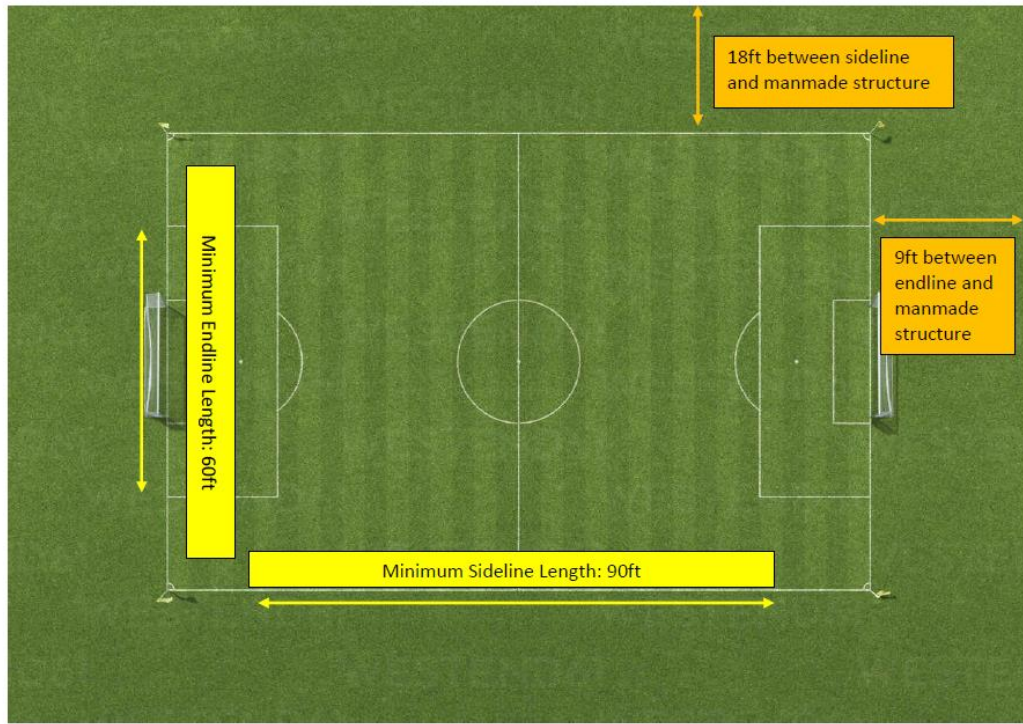 18ft between sideline
and manmade structure
9ft between
endline and
manmade
structure
Minimum Endline Length: 60ft
Minimum Sideline Length: 90ft